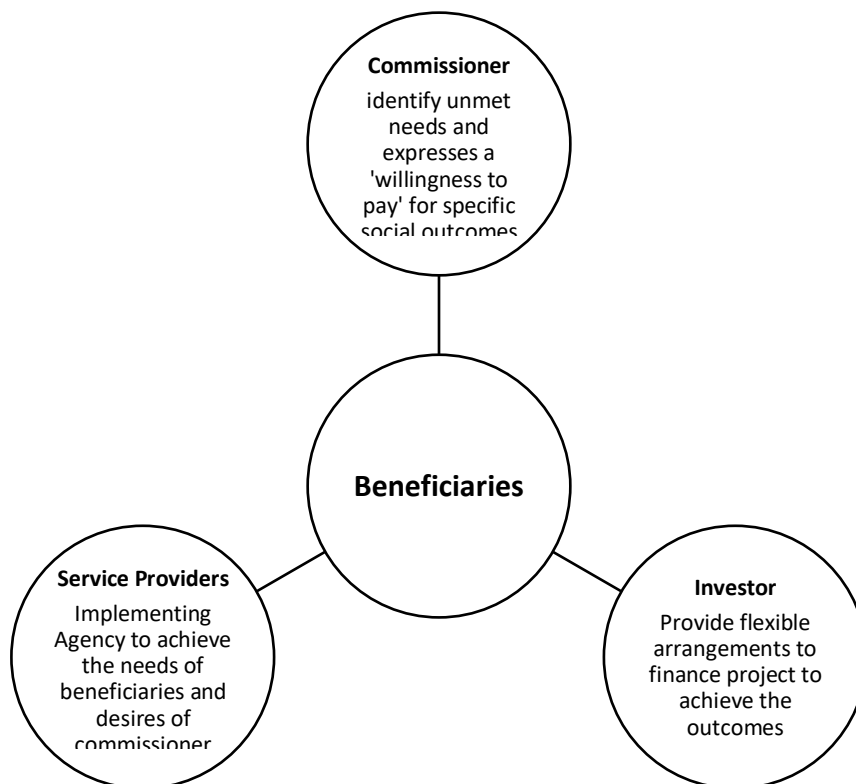 Commissioner
identify unmet
needs and
expresses a
'willingness to
pay' for specific
social outcomes
Beneficiaries
Service Providers
Implementing
Agency to achieve
the needs of
beneficiaries and
desires of
commissioner
Investor
Provide flexible
arrangements to
finance project to
achieve the
outcomes